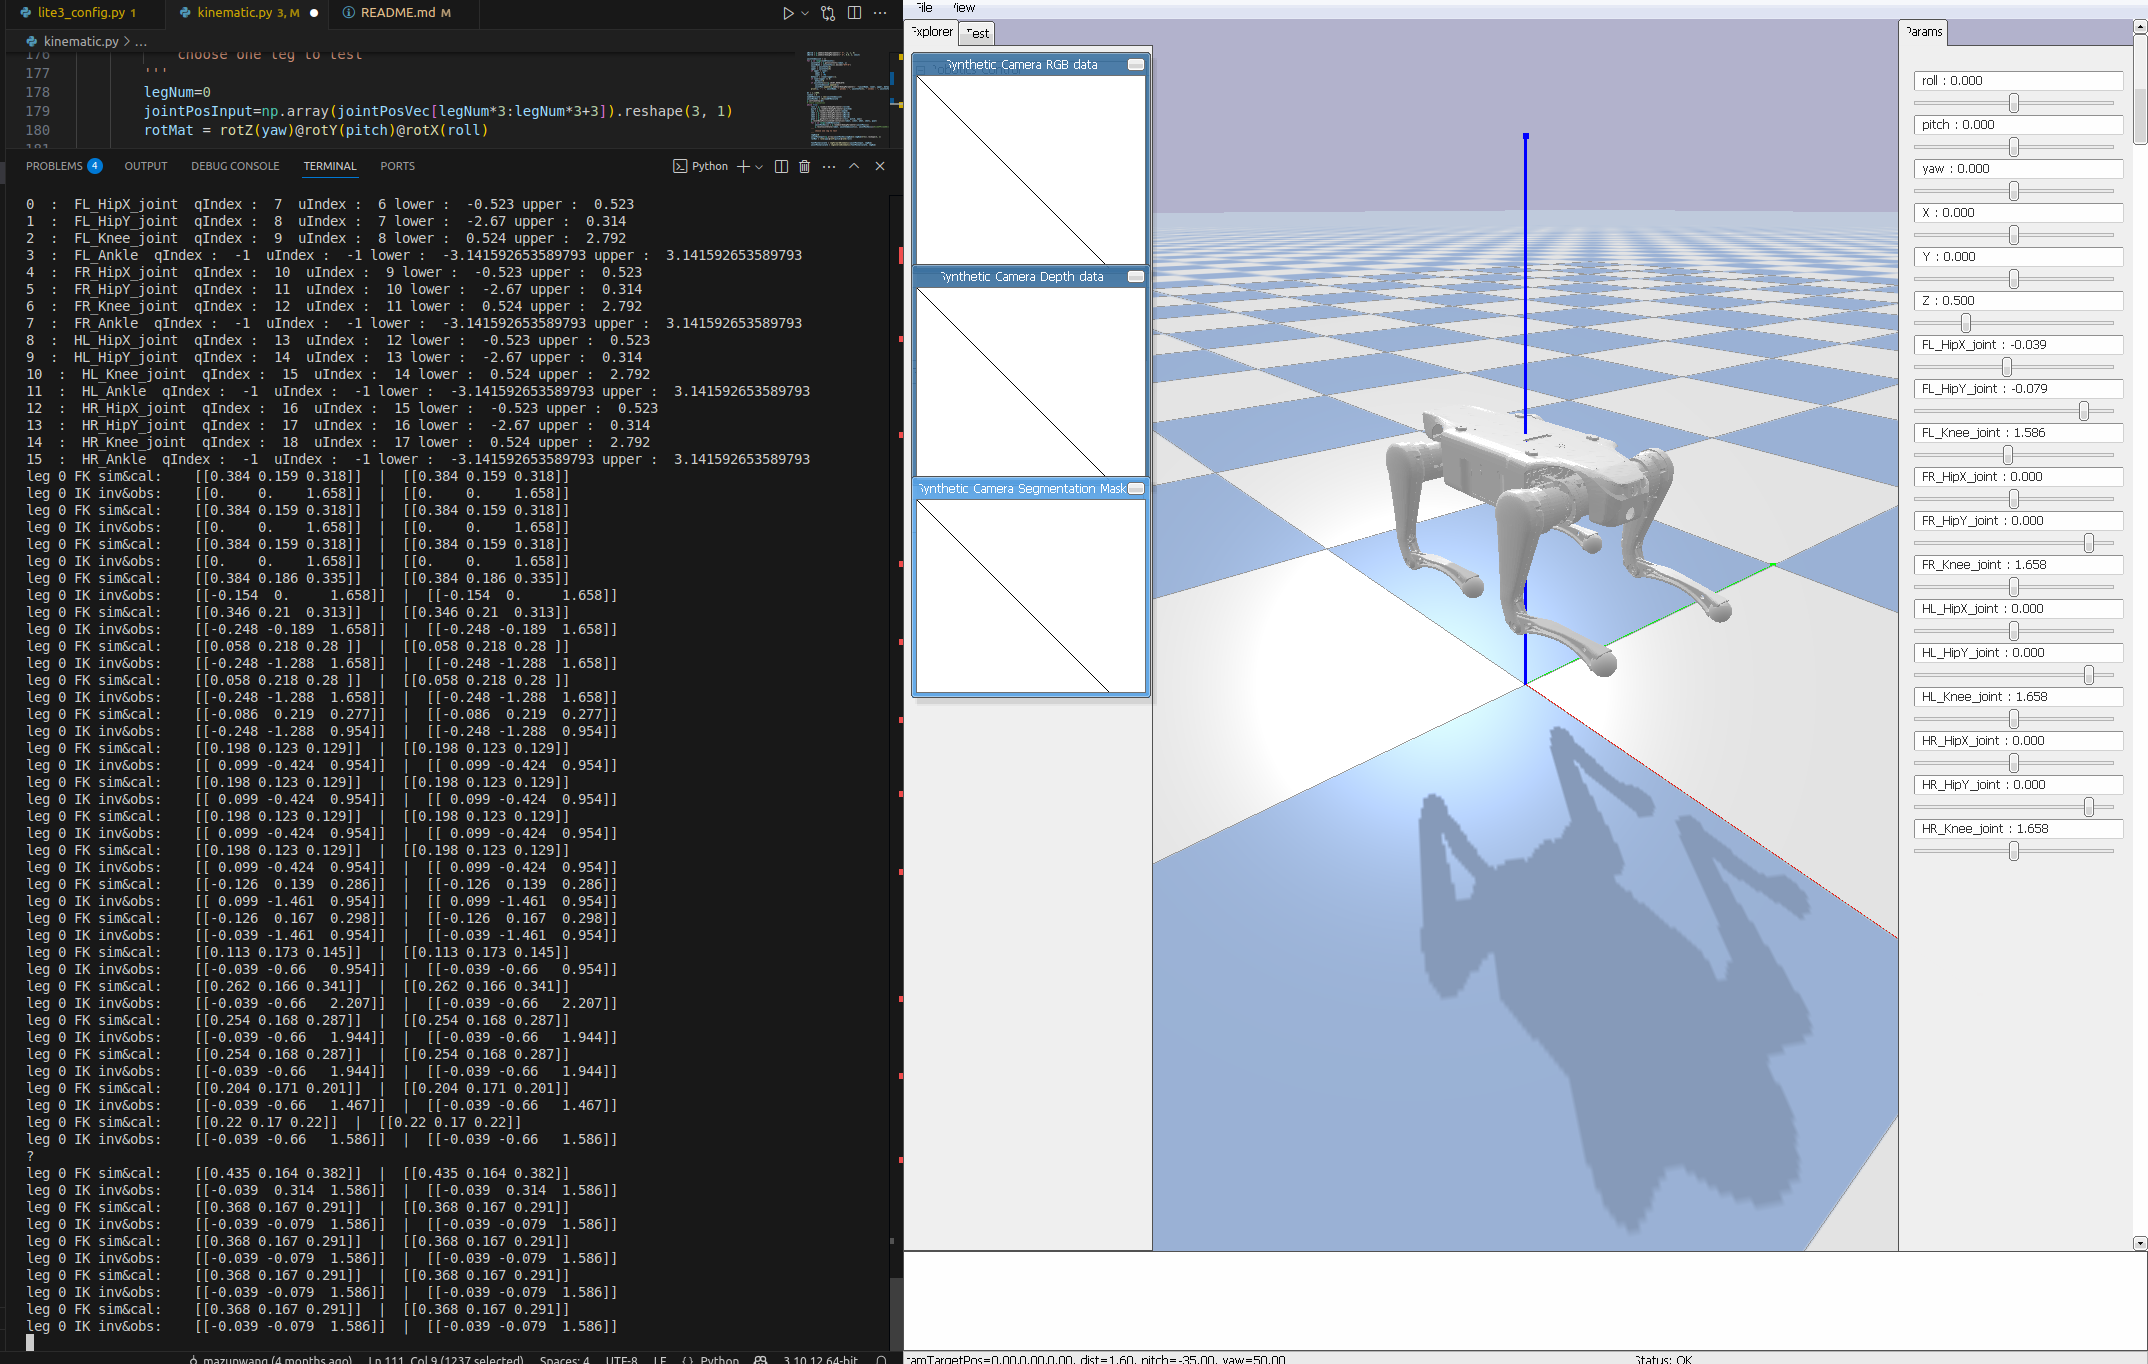 lite3_config.py 1
kinematic.py 3, M
README.md M
kinematic.py > ...
176 choose one leg to test
177 '''
178 legNum=0
179 jointPosInput=np.array(jointPosVec[legNum*3:legNum*3+3]).reshape(3, 1)
180 rotMat = rotZ(yaw)@rotY(pitch)@rotX(roll)
181
PROBLEMS 4 OUTPUT DEBUG CONSOLE TERMINAL PORTS
Python
0 : FL_HipX_joint qIndex : 7 uIndex : 6 lower : -0.523 upper : 0.523
1 : FL_HipY_joint qIndex : 8 uIndex : 7 lower : -2.67 upper : 0.314
2 : FL_Knee_joint qIndex : 9 uIndex : 8 lower : 0.524 upper : 2.792
3 : FL_Ankle qIndex : -1 uIndex : -1 lower : -3.141592653589793 upper : 3.141592653589793
4 : FR_HipX_joint qIndex : 10 uIndex : 9 lower : -0.523 upper : 0.523
5 : FR_HipY_joint qIndex : 11 uIndex : 10 lower : -2.67 upper : 0.314
6 : FR_Knee_joint qIndex : 12 uIndex : 11 lower : 0.524 upper : 2.792
7 : FR_Ankle qIndex : -1 uIndex : -1 lower : -3.141592653589793 upper : 3.141592653589793
8 : HL_HipX_joint qIndex : 13 uIndex : 12 lower : -0.523 upper : 0.523
9 : HL_HipY_joint qIndex : 14 uIndex : 13 lower : -2.67 upper : 0.314
10 : HL_Knee_joint qIndex : 15 uIndex : 14 lower : 0.524 upper : 2.792
11 : HL_Ankle qIndex : -1 uIndex : -1 lower : -3.141592653589793 upper : 3.141592653589793
12 : HR_HipX_joint qIndex : 16 uIndex : 15 lower : -0.523 upper : 0.523
13 : HR_HipY_joint qIndex : 17 uIndex : 16 lower : -2.67 upper : 0.314
14 : HR_Knee_joint qIndex : 18 uIndex : 17 lower : 0.524 upper : 2.792
15 : HR_Ankle qIndex : -1 uIndex : -1 lower : -3.141592653589793 upper : 3.141592653589793
leg 0 FK sim&cal: [[0.384 0.159 0.318]] | [[0.384 0.159 0.318]]
leg 0 IK inv&obs: [[0. 0. 1.658]] | [[0. 0. 1.658]]
leg 0 FK sim&cal: [[0.384 0.159 0.318]] | [[0.384 0.159 0.318]]
leg 0 IK inv&obs: [[0. 0. 1.658]] | [[0. 0. 1.658]]
leg 0 FK sim&cal: [[0.384 0.159 0.318]] | [[0.384 0.159 0.318]]
leg 0 IK inv&obs: [[0. 0. 1.658]] | [[0. 0. 1.658]]
leg 0 FK sim&cal: [[0.384 0.186 0.335]] | [[0.384 0.186 0.335]]
leg 0 IK inv&obs: [[-0.154 0. 1.658]] | [[-0.154 0. 1.658]]
leg 0 FK sim&cal: [[0.346 0.21 0.313]] | [[0.346 0.21 0.313]]
leg 0 IK inv&obs: [[-0.248 -0.189 1.658]] | [[-0.248 -0.189 1.658]]
leg 0 FK sim&cal: [[0.058 0.218 0.28 ]] | [[0.058 0.218 0.28 ]]
leg 0 IK inv&obs: [[-0.248 -1.288 1.658]] | [[-0.248 -1.288 1.658]]
leg 0 FK sim&cal: [[0.058 0.218 0.28 ]] | [[0.058 0.218 0.28 ]]
leg 0 IK inv&obs: [[-0.248 -1.288 1.658]] | [[-0.248 -1.288 1.658]]
leg 0 FK sim&cal: [[-0.086 0.219 0.277]] | [[-0.086 0.219 0.277]]
leg 0 IK inv&obs: [[-0.248 -1.288 0.954]] | [[-0.248 -1.288 0.954]]
leg 0 FK sim&cal: [[0.198 0.123 0.129]] | [[0.198 0.123 0.129]]
leg 0 IK inv&obs: [[ 0.099 -0.424 0.954]] | [[ 0.099 -0.424 0.954]]
leg 0 FK sim&cal: [[0.198 0.123 0.129]] | [[0.198 0.123 0.129]]
leg 0 IK inv&obs: [[ 0.099 -0.424 0.954]] | [[ 0.099 -0.424 0.954]]
leg 0 FK sim&cal: [[0.198 0.123 0.129]] | [[0.198 0.123 0.129]]
leg 0 IK inv&obs: [[ 0.099 -0.424 0.954]] | [[ 0.099 -0.424 0.954]]
leg 0 FK sim&cal: [[0.198 0.123 0.129]] | [[0.198 0.123 0.129]]
leg 0 IK inv&obs: [[ 0.099 -0.424 0.954]] | [[ 0.099 -0.424 0.954]]
leg 0 FK sim&cal: [[-0.126 0.139 0.286]] | [[-0.126 0.139 0.286]]
leg 0 IK inv&obs: [[ 0.099 -1.461 0.954]] | [[ 0.099 -1.461 0.954]]
leg 0 FK sim&cal: [[-0.126 0.167 0.298]] | [[-0.126 0.167 0.298]]
leg 0 IK inv&obs: [[-0.039 -1.461 0.954]] | [[-0.039 -1.461 0.954]]
leg 0 FK sim&cal: [[0.113 0.173 0.145]] | [[0.113 0.173 0.145]]
leg 0 IK inv&obs: [[-0.039 -0.66 0.954]] | [[-0.039 -0.66 0.954]]
leg 0 FK sim&cal: [[0.262 0.166 0.341]] | [[0.262 0.166 0.341]]
leg 0 IK inv&obs: [[-0.039 -0.66 2.207]] | [[-0.039 -0.66 2.207]]
leg 0 FK sim&cal: [[0.254 0.168 0.287]] | [[0.254 0.168 0.287]]
leg 0 IK inv&obs: [[-0.039 -0.66 1.944]] | [[-0.039 -0.66 1.944]]
leg 0 FK sim&cal: [[0.254 0.168 0.287]] | [[0.254 0.168 0.287]]
leg 0 IK inv&obs: [[-0.039 -0.66 1.944]] | [[-0.039 -0.66 1.944]]
leg 0 FK sim&cal: [[0.204 0.171 0.201]] | [[0.204 0.171 0.201]]
leg 0 IK inv&obs: [[-0.039 -0.66 1.467]] | [[-0.039 -0.66 1.467]]
leg 0 FK sim&cal: [[0.22 0.17 0.22]] | [[0.22 0.17 0.22]]
leg 0 IK inv&obs: [[-0.039 -0.66 1.586]] | [[-0.039 -0.66 1.586]]
?
leg 0 FK sim&cal: [[0.435 0.164 0.382]] | [[0.435 0.164 0.382]]
leg 0 IK inv&obs: [[-0.039 0.314 1.586]] | [[-0.039 0.314 1.586]]
leg 0 FK sim&cal: [[0.368 0.167 0.291]] | [[0.368 0.167 0.291]]
leg 0 IK inv&obs: [[-0.039 -0.079 1.586]] | [[-0.039 -0.079 1.586]]
leg 0 FK sim&cal: [[0.368 0.167 0.291]] | [[0.368 0.167 0.291]]
leg 0 IK inv&obs: [[-0.039 -0.079 1.586]] | [[-0.039 -0.079 1.586]]
leg 0 FK sim&cal: [[0.368 0.167 0.291]] | [[0.368 0.167 0.291]]
leg 0 IK inv&obs: [[-0.039 -0.079 1.586]] | [[-0.039 -0.079 1.586]]
leg 0 FK sim&cal: [[0.368 0.167 0.291]] | [[0.368 0.167 0.291]]
leg 0 IK inv&obs: [[-0.039 -0.079 1.586]] | [[-0.039 -0.079 1.586]]
mazunwang (4 months ago) Ln 111, Col 9 (1237 selected) Spaces: 4 UTF-8 LF Python 3.10.12 64-bit
File View
Explorer Test
Synthetic Camera RGB data
Synthetic Camera Depth data
Synthetic Camera Segmentation Mask
Params
roll : 0.000
pitch : 0.000
yaw : 0.000
X : 0.000
Y : 0.000
Z : 0.500
FL_HipX_joint : -0.039
FL_HipY_joint : -0.079
FL_Knee_joint : 1.586
FR_HipX_joint : 0.000
FR_HipY_joint : 0.000
FR_Knee_joint : 1.658
HL_HipX_joint : 0.000
HL_HipY_joint : 0.000
HL_Knee_joint : 1.658
HR_HipX_joint : 0.000
HR_HipY_joint : 0.000
HR_Knee_joint : 1.658
camTargetPos=0.00,0.00,0.00, dist=1.60, pitch=-35.00, yaw=50.00
Status: OK